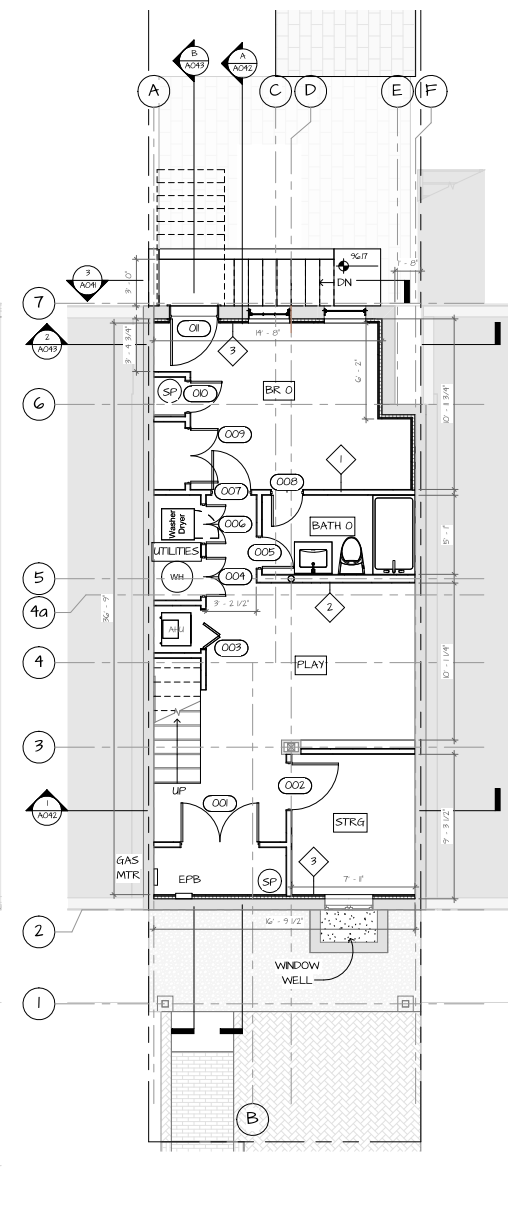 B
A043
A
A042
A
C
D
E
F
96.17
1' - 8"
3
A041
3' - 0"
DN
7
2
A043
011
14' - 8"
3' - 4 3/4"
3
6' - 2"
SP
010
BR 0
6
10' - 1 3/4"
009
1
008
007
Washer
Dryer
006
BATH 0
005
UTILITIES
WH
004
5
2
4a
3' - 2 1/2"
36' - 9"
AHU
003
4
PLAY
10' - 1 1/4"
3
UP
002
001
1
A042
STRG
9' - 3 1/2"
GAS
MTR
EPB
SP
3
7' - 11"
2
16' - 9 1/2"
WINDOW
WELL
1
B